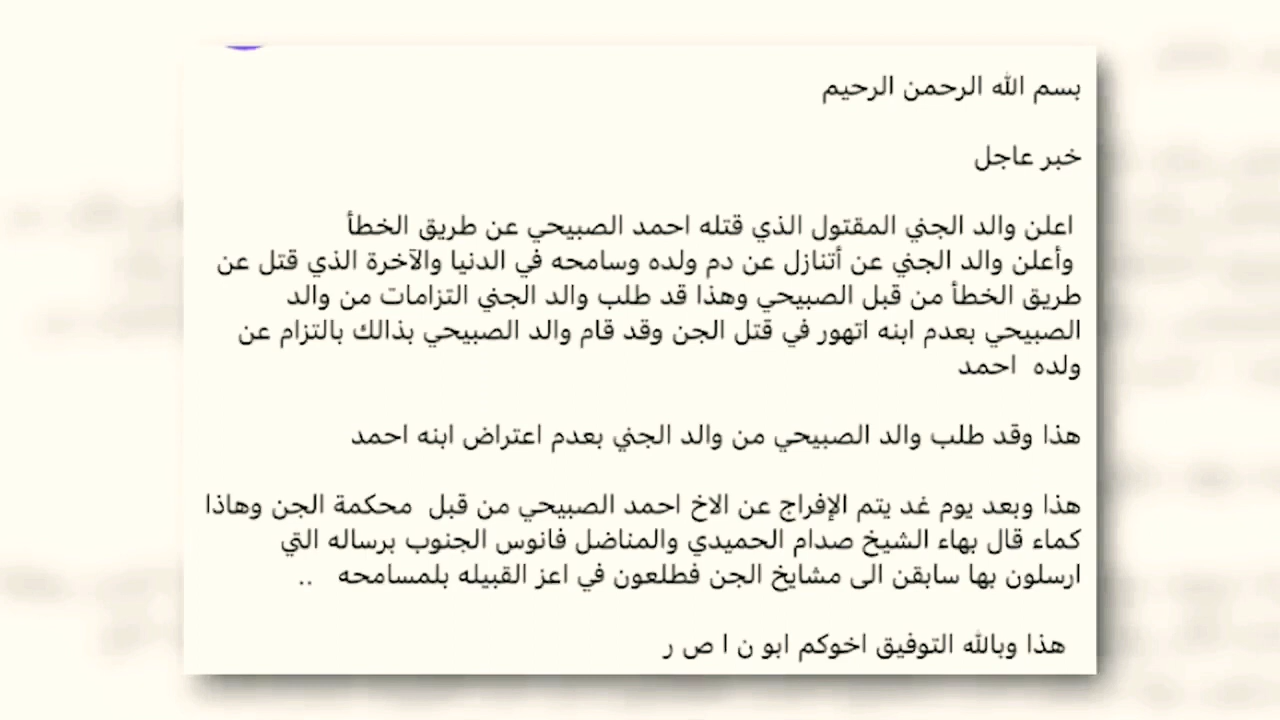 بسم الله الرحمن الرحيم
خبر عاجل
اعلن والد الجني المقتول الذي قتله احمد الصبيحي عن طريق الخطأ
وأعلن والد الجني عن أتنازل عن دم ولده وسامحه في الدنيا والآخرة الذي قتل عن
طريق الخطأ من قبل الصبيحي وهذا قد طلب والد الجني التزامات من والد
الصبيحي بعدم ابنه اتهور في قتل الجن وقد قام والد الصبيحي بذالك بالتزام عن
ولده احمد
هذا وقد طلب والد الصبيحي من والد الجني بعدم اعتراض ابنه احمد
هذا وبعد يوم غد يتم الإفراج عن الاخ احمد الصبيحي من قبل محكمة الجن وهاذا
كماء قال بهاء الشيخ صدام الحميدي والمناضل فانوس الجنوب برساله التي
ارسلون بها سابقن الى مشايخ الجن فطلعون في اعز القبيله بلمسامحه ..
هذا وبالله التوفيق اخوكم ابو ن ا ص ر